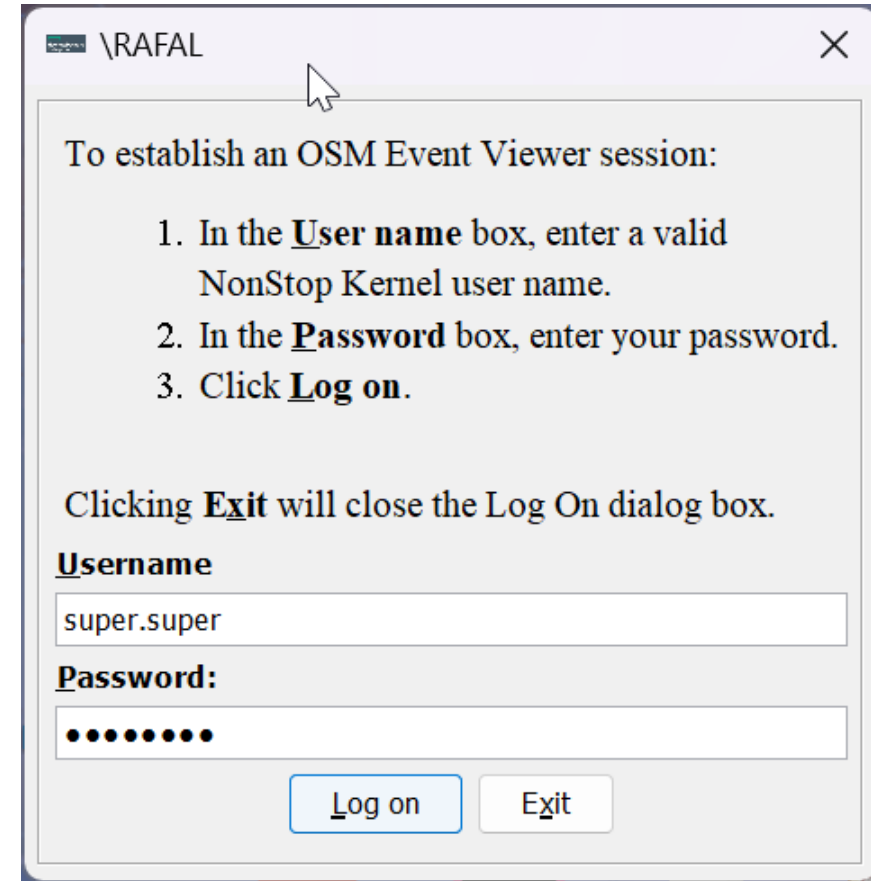 \RAFAL
To establish an OSM Event Viewer session:
1. In the User name box, enter a valid
NonStop Kernel user name.
2. In the Password box, enter your password.
3. Click Log on.
Clicking Exit will close the Log On dialog box.
Username
super.super
Password:
••••••••
Log on Exit